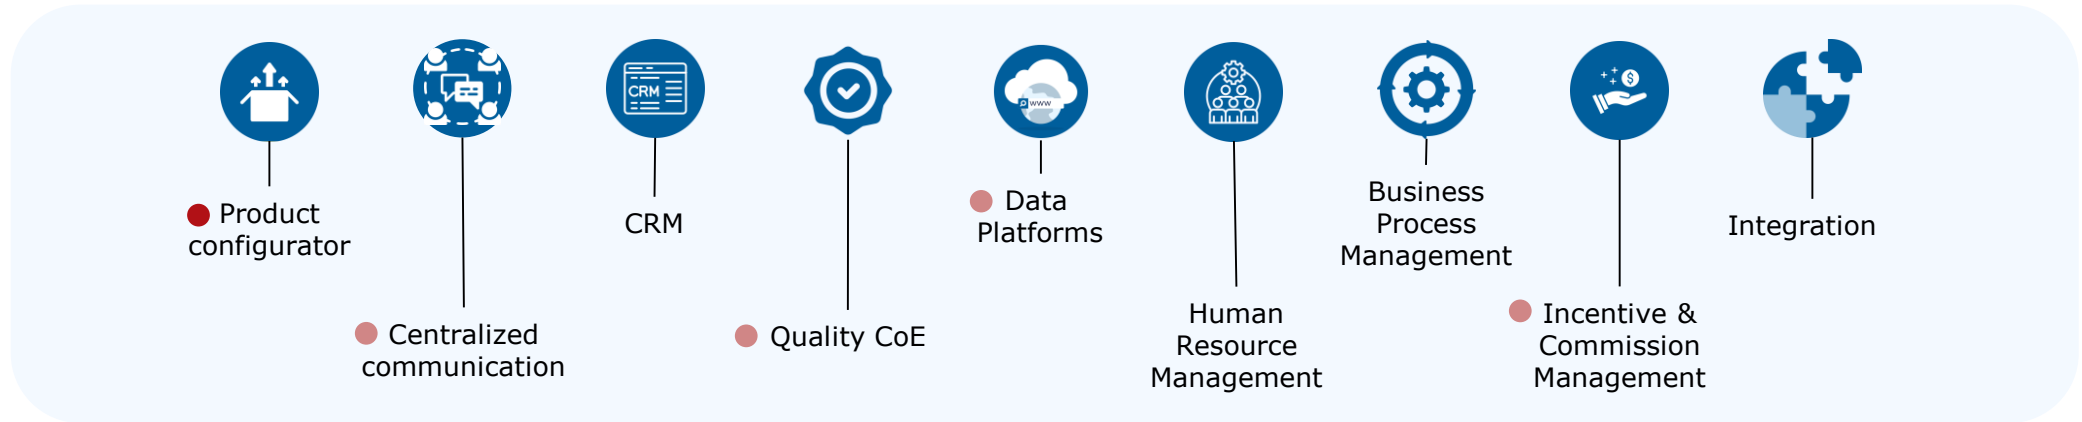 CRM
www
Product
configurator
Centralized
communication
CRM
Quality CoE
Data
Platforms
Human
Resource
Management
Business
Process
Management
$
Incentive &
Commission
Management
Integration